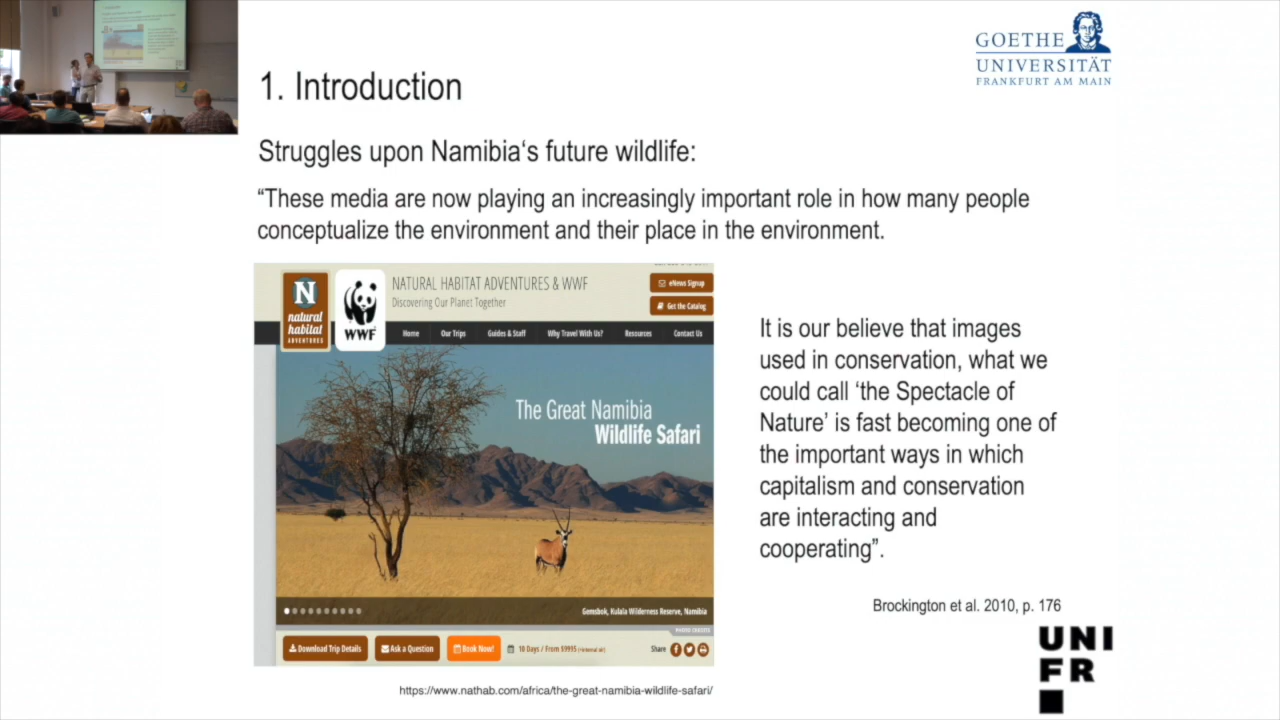 GOETHE
UNIVERSITÄT
FRANKFURT AM MAIN
1. Introduction
Struggles upon Namibia‘s future wildlife:
“These media are now playing an increasingly important role in how many people
conceptualize the environment and their place in the environment.
N
natural
habitat
ADVENTURES
WWF
NATURAL HABITAT ADVENTURES & WWF
Discovering Our Planet Together
eNews Signup
Get the Catalog
Home Our Trips Guides & Staff Why Travel With Us? Resources Contact Us
The Great Namibia
Wildlife Safari
Gemsbok, Kulala Wilderness Reserve, Namibia
PHOTO CREDITS
Download Trip Details Ask a Question Book Now! 10 Days / From $9995 (+internal air) Share
https://www.nathab.com/africa/the-great-namibia-wildlife-safari/
It is our believe that images
used in conservation, what we
could call ‘the Spectacle of
Nature’ is fast becoming one of
the important ways in which
capitalism and conservation
are interacting and
cooperating”.
Brockington et al. 2010, p. 176
UNI
FR